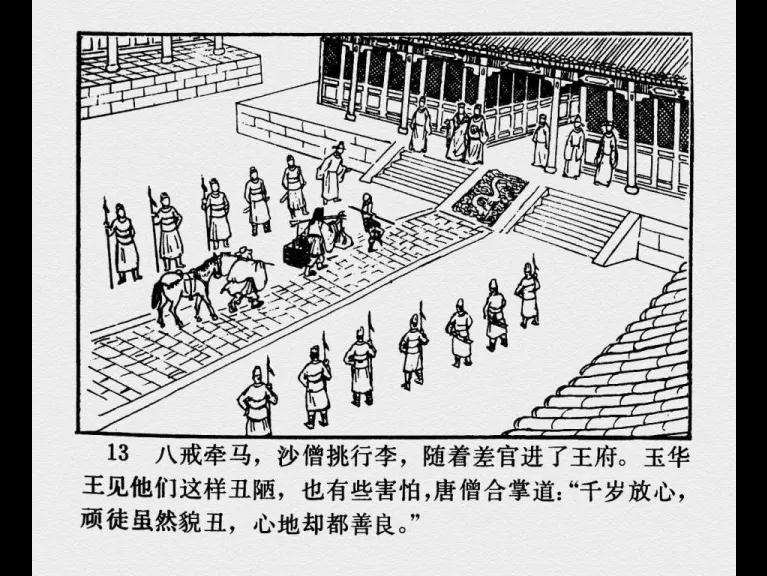 13 八戒牵马，沙僧挑行李，随着差官进了王府。玉华
王见他们这样丑陋，也有些害怕，唐僧合掌道：“千岁放心，
顽徒虽然貌丑，心地却都善良。”